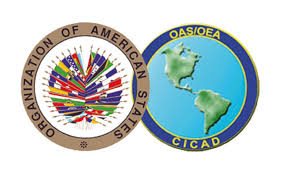 ORGANIZATION OF AMERICAN STATES
OAS/OEA
CICAD